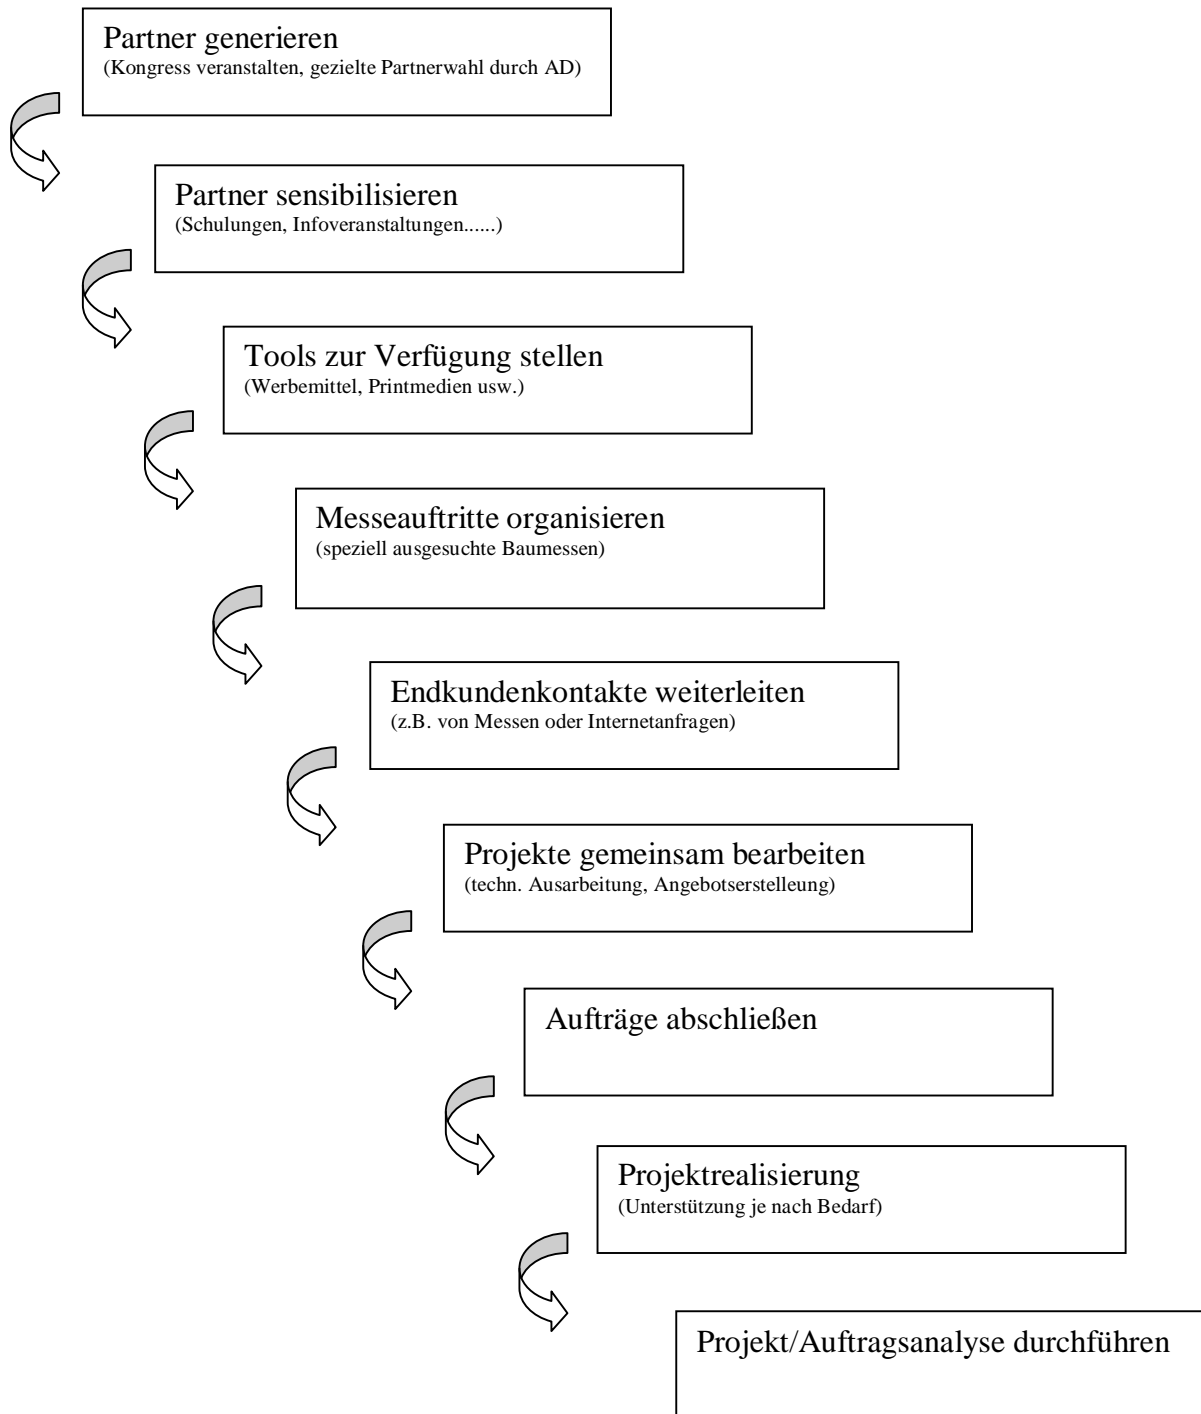 Partner generieren
(Kongress veranstalten, gezielte Partnerwahl durch AD)
Partner sensibilisieren
(Schulungen, Infoveranstaltungen......)
Tools zur Verfügung stellen
(Werbemittel, Printmedien usw.)
Messeauftritte organisieren
(speziell ausgesuchte Baumessen)
Endkundenkontakte weiterleiten
(z.B. von Messen oder Internetanfragen)
Projekte gemeinsam bearbeiten
(techn. Ausarbeitung, Angebotserstelleung)
Aufträge abschließen
Projektrealisierung
(Unterstützung je nach Bedarf)
Projekt/Auftragsanalyse durchführen